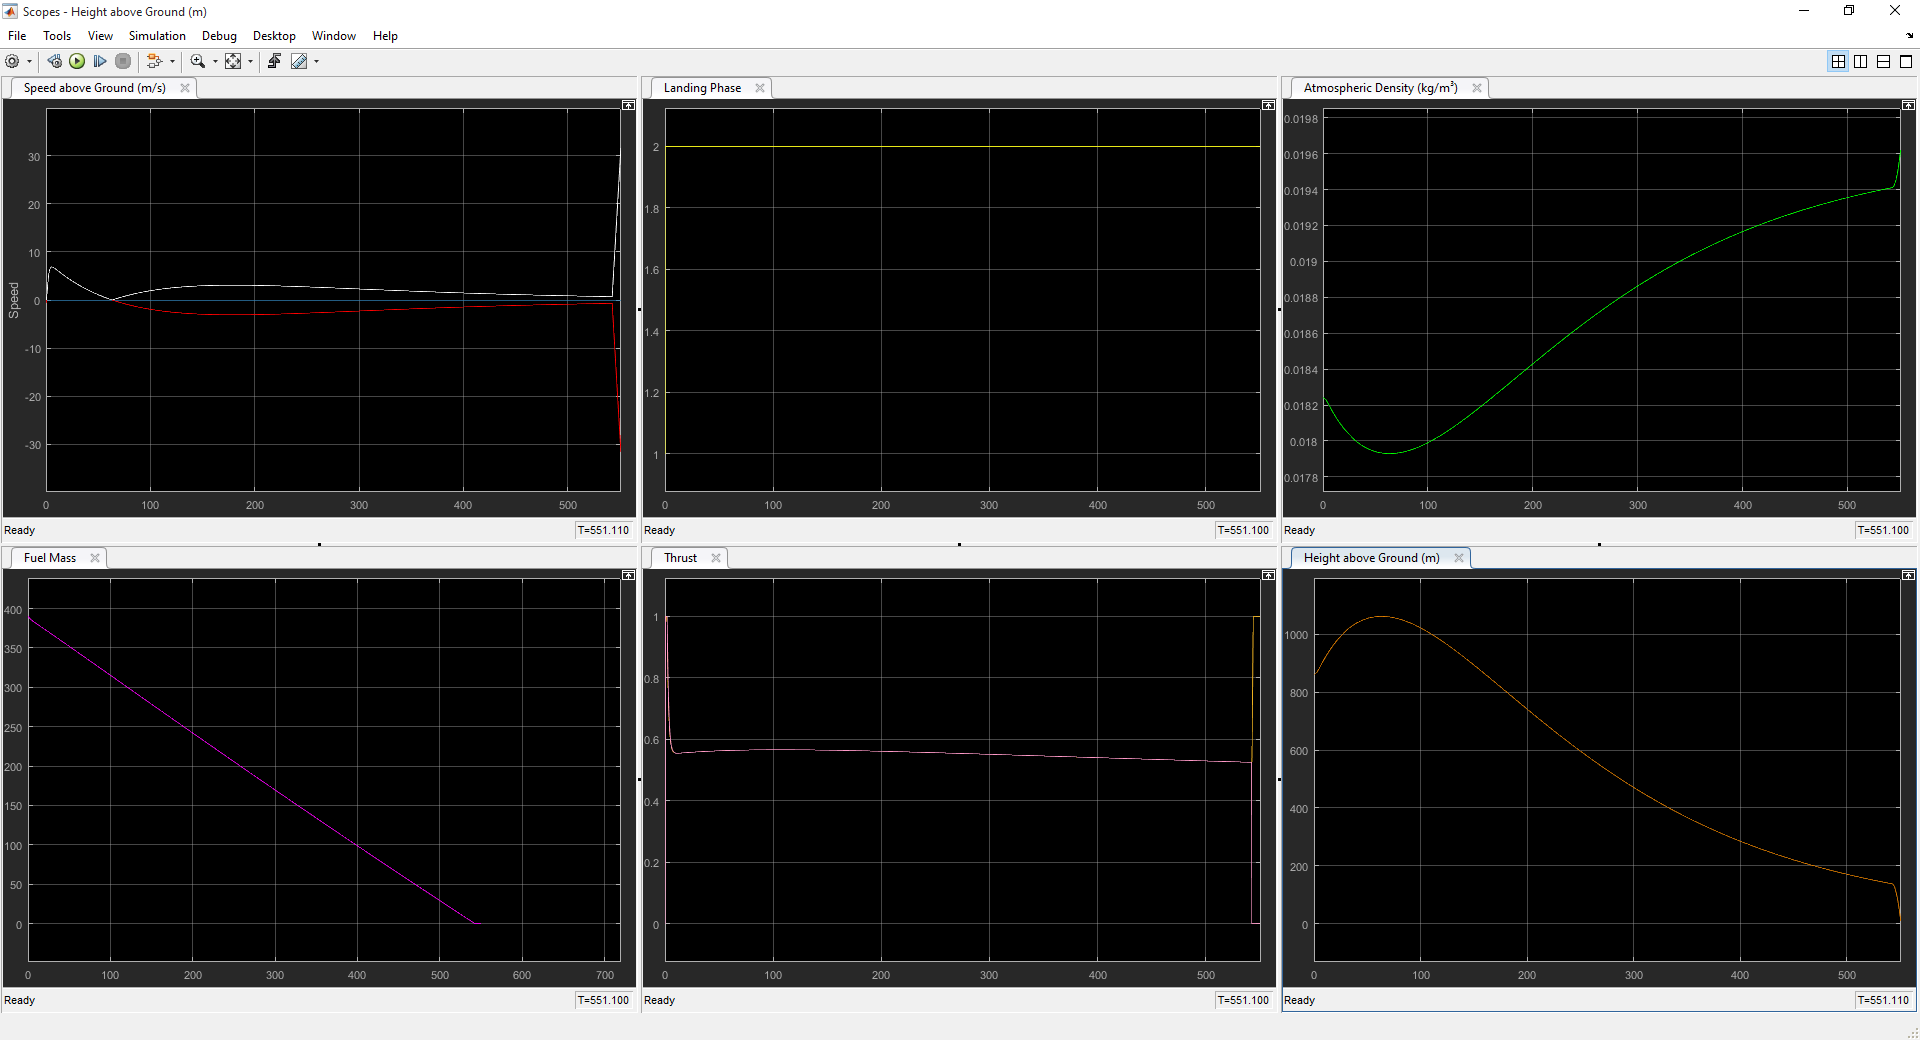 Scopes - Height above Ground (m)
File Tools View Simulation Debug Desktop Window Help
Speed above Ground (m/s)
30
20
10
0
-10
-20
-30
Speed
0 100 200 300 400 500
Ready T=551.110
Landing Phase
2
1.8
1.6
1.4
1.2
1
0 100 200 300 400 500
Ready T=551.100
Atmospheric Density (kg/m³)
0.0198
0.0196
0.0194
0.0192
0.019
0.0188
0.0186
0.0184
0.0182
0.018
0.0178
0 100 200 300 400 500
Ready T=551.100
Fuel Mass
400
350
300
250
200
150
100
50
0
0 100 200 300 400 500 600 700
Ready T=551.100
Thrust
1
0.8
0.6
0.4
0.2
0
0 100 200 300 400 500
Ready T=551.100
Height above Ground (m)
1000
800
600
400
200
0
0 100 200 300 400 500
Ready T=551.110